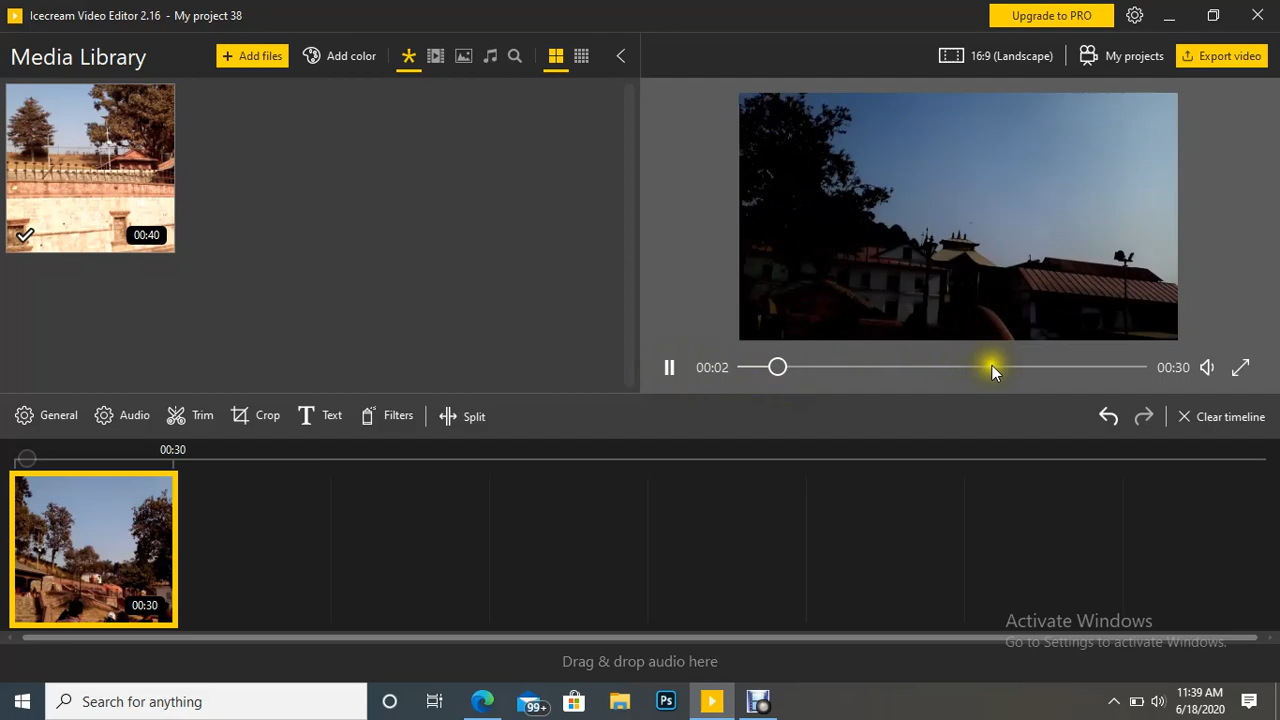 Icecream Video Editor 2.16 - My project 38
Upgrade to PRO
Media Library
+ Add files
Add color
16:9 (Landscape)
My projects
Export video
00:40
00:02
00:30
General
Audio
Trim
Crop
Text
Filters
Split
Clear timeline
00:30
00:30
Activate Windows
Go to Settings to activate Windows.
Drag & drop audio here
Search for anything
99+
Ps
11:39 AM
6/18/2020